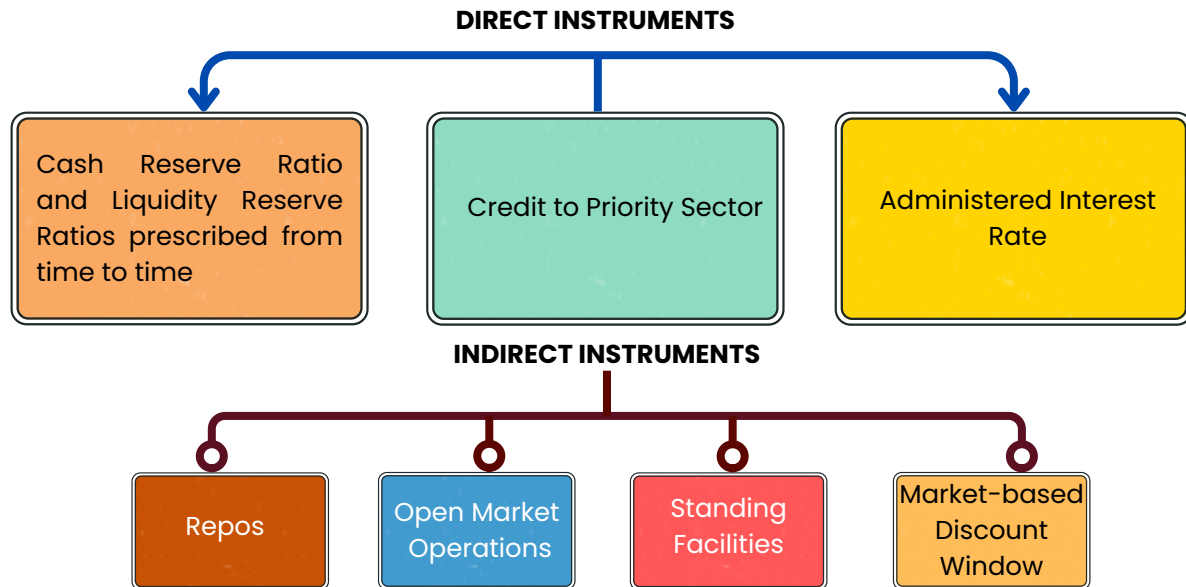 DIRECT INSTRUMENTS
Cash Reserve Ratio
and Liquidity Reserve
Ratios prescribed from
time to time
Credit to Priority Sector
Administered Interest
Rate
INDIRECT INSTRUMENTS
Repos
Open Market
Operations
Standing
Facilities
Market-based
Discount
Window